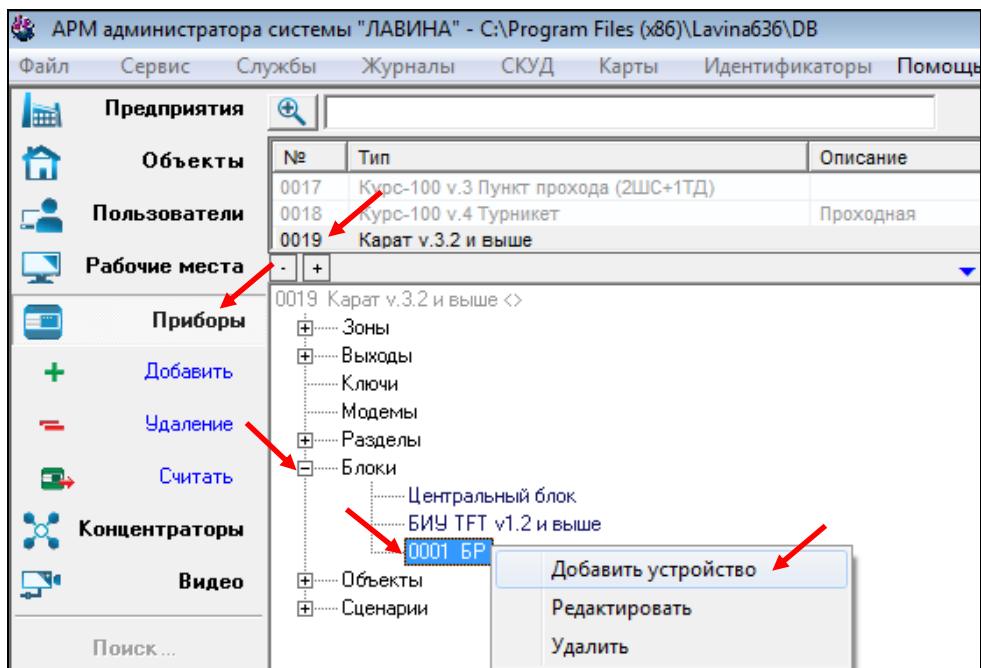 АРМ администратора системы "ЛАВИНА" - C:\Program Files (x86)\Lavina636\DB
Файл Сервис Службы Журналы СКУД Карты Идентификаторы Помощь
Предприятия
Объекты
Пользователи
Рабочие места
Приборы
Добавить
Удаление
Считать
Концентраторы
Видео
Поиск ...
№ Тип Описание
0017 Курс-100 v.3 Пункт прохода (2ШС+1ТД)
0018 Курс-100 v.4 Турникет Проходная
0019 Карат v.3.2 и выше
- +
0019 Карат v.3.2 и выше <>
Зоны
Выходы
Ключи
Модемы
Разделы
Блоки
Центральный блок
БИУ TFT v1.2 и выше
0001 БР
Объекты
Сценарии
Добавить устройство
Редактировать
Удалить